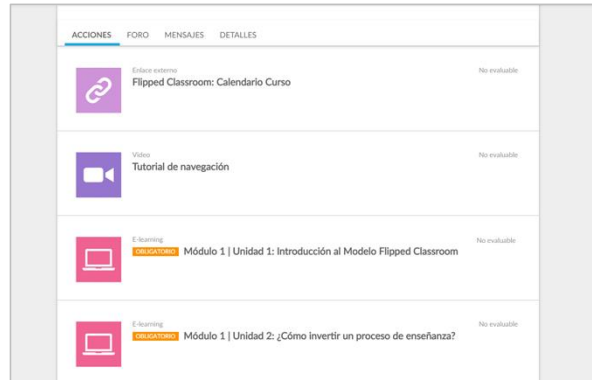 ACCIONES FORO MENSAJES DETALLES
Enlace externo No evaluable
Flipped Classroom: Calendario Curso
Vídeo No evaluable
Tutorial de navegación
E-learning No evaluable
OBLIGATORIO Módulo 1 | Unidad 1: Introducción al Modelo Flipped Classroom
E-learning No evaluable
OBLIGATORIO Módulo 1 | Unidad 2: ¿Cómo invertir un proceso de enseñanza?